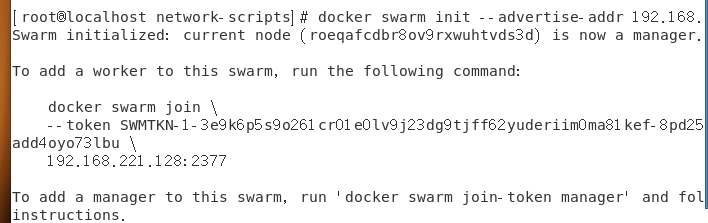 [root@localhost network-scripts]# docker swarm init --advertise-addr 192.168.
Swarm initialized: current node (roeqafcdbr8ov9rxwuhtvds3d) is now a manager.
To add a worker to this swarm, run the following command:
docker swarm join \
--token SWMTKN-1-3e9k6p5s9o261cr01e0lv9j23dg9tjff62yuderiim0ma81kef-8pd25
add4oyo73lbu \
192.168.221.128:2377
To add a manager to this swarm, run 'docker swarm join-token manager' and fol
instructions.